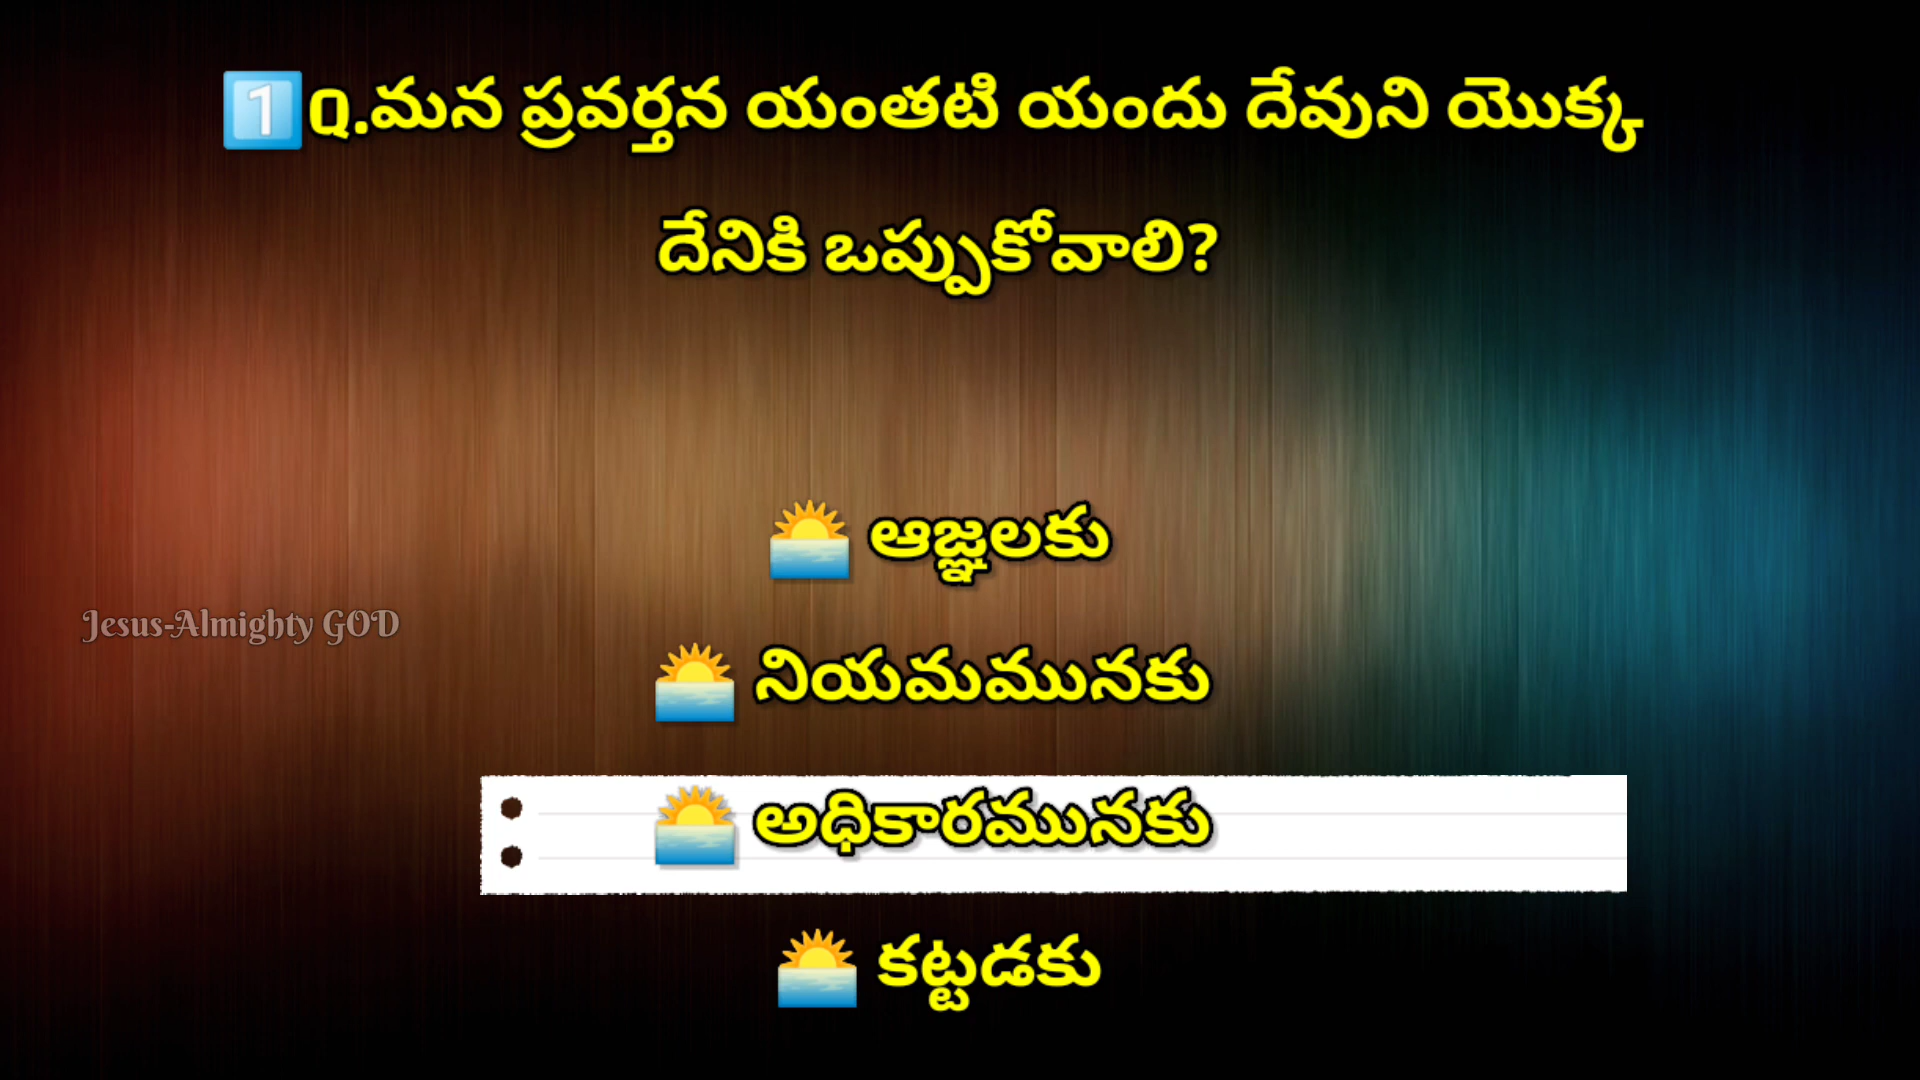 1️⃣Q.మన ప్రవర్తన యంతటి యందు దేవుని యొక్క
దేనికి ఒప్పుకోవాలి?
🌅 ఆజ్ఞలకు
Jesus-Almighty GOD
🌅 నియమమునకు
🌅 అధికారమునకు
🌅 కట్టడకు